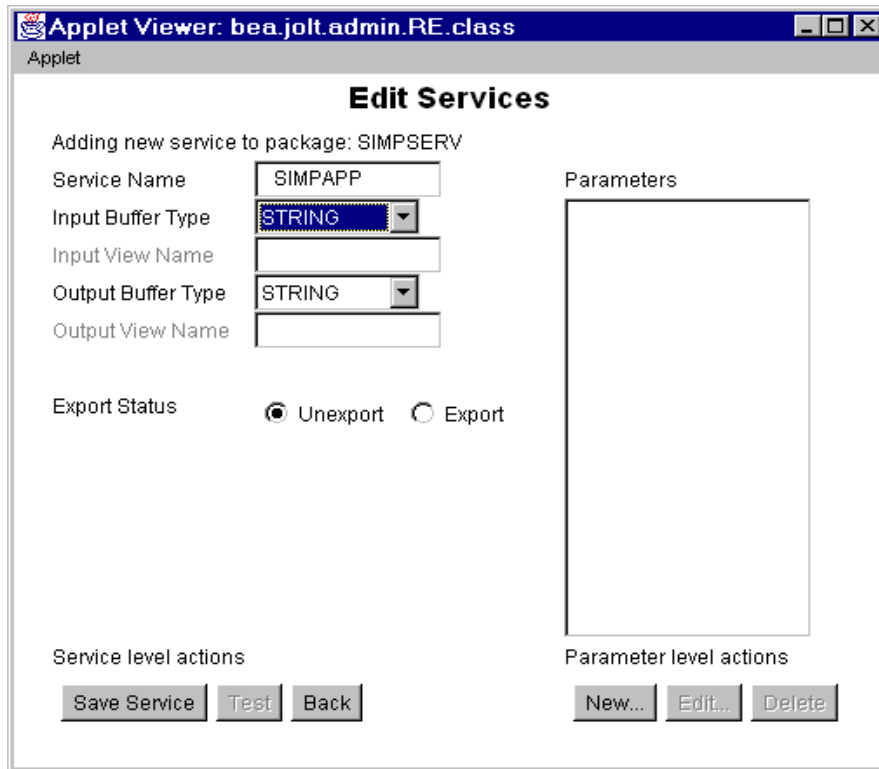 Applet Viewer: bea.jolt.admin.RE.class
Applet
Edit Services
Adding new service to package: SIMPSERV
Service Name SIMPAPP
Parameters
Input Buffer Type STRING
Input View Name
Output Buffer Type STRING
Output View Name
Export Status Unexport Export
Service level actions
Parameter level actions
Save Service Test Back
New... Edit... Delete